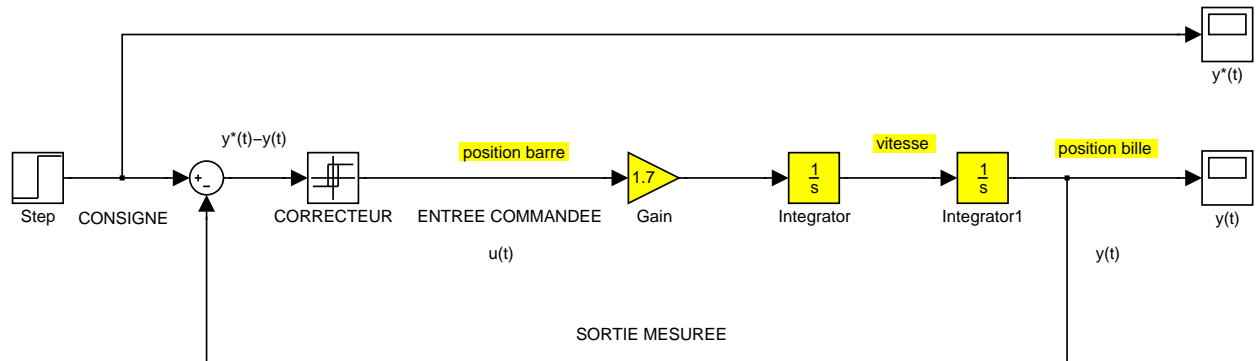 y*(t)
y*(t)−y(t)
position barre
vitesse
position bille
+
−
1.7
1
s
1
s
Step
CONSIGNE
CORRECTEUR
ENTREE COMMANDEE
Gain
Integrator
Integrator1
y(t)
u(t)
y(t)
SORTIE MESUREE